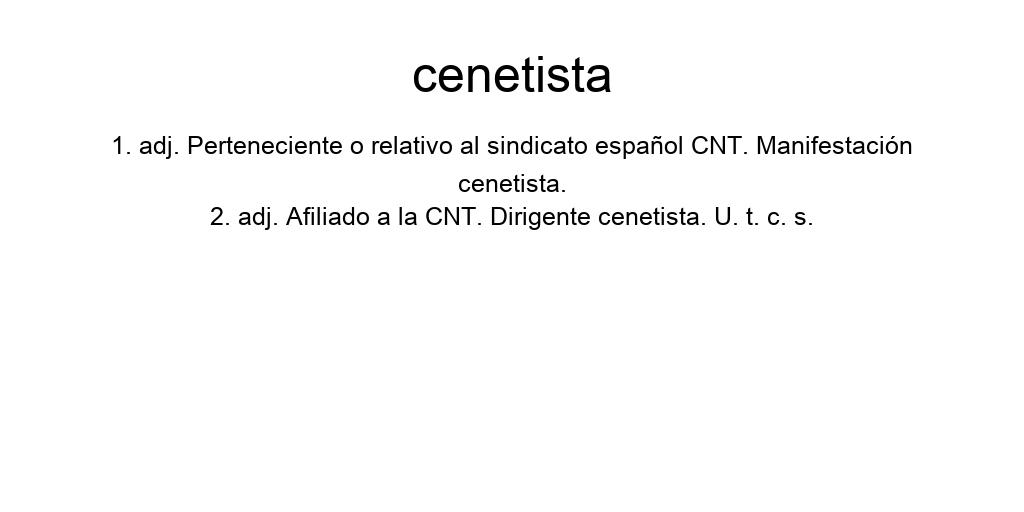 cenetista
1. adj. Perteneciente o relativo al sindicato español CNT. Manifestación
cenetista.
2. adj. Afiliado a la CNT. Dirigente cenetista. U. t. c. s.